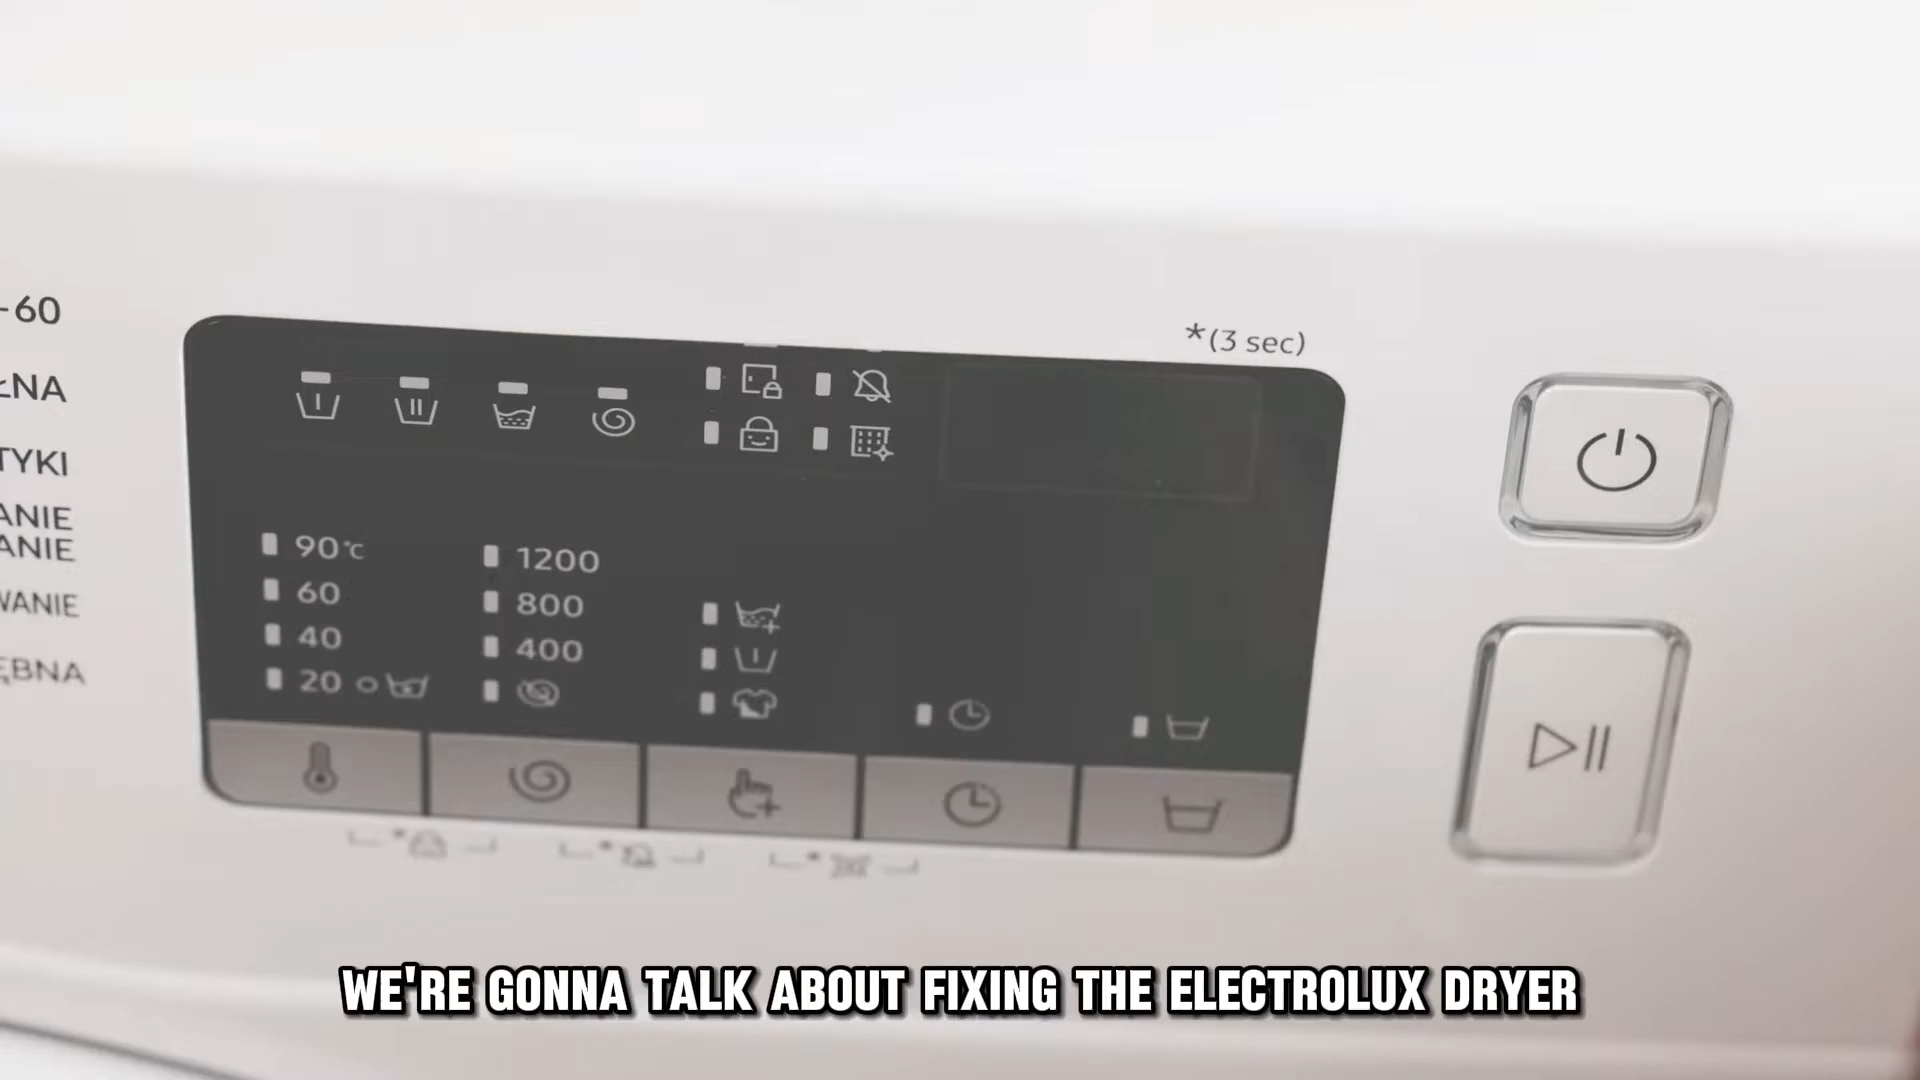 -60
ŁNA
TYKI
ANIE
ANIE
WANIE
ĘBNA
*(3 sec)
90°C
60
40
20
1200
800
400
WE'RE GONNA TALK ABOUT FIXING THE ELECTROLUX DRYER